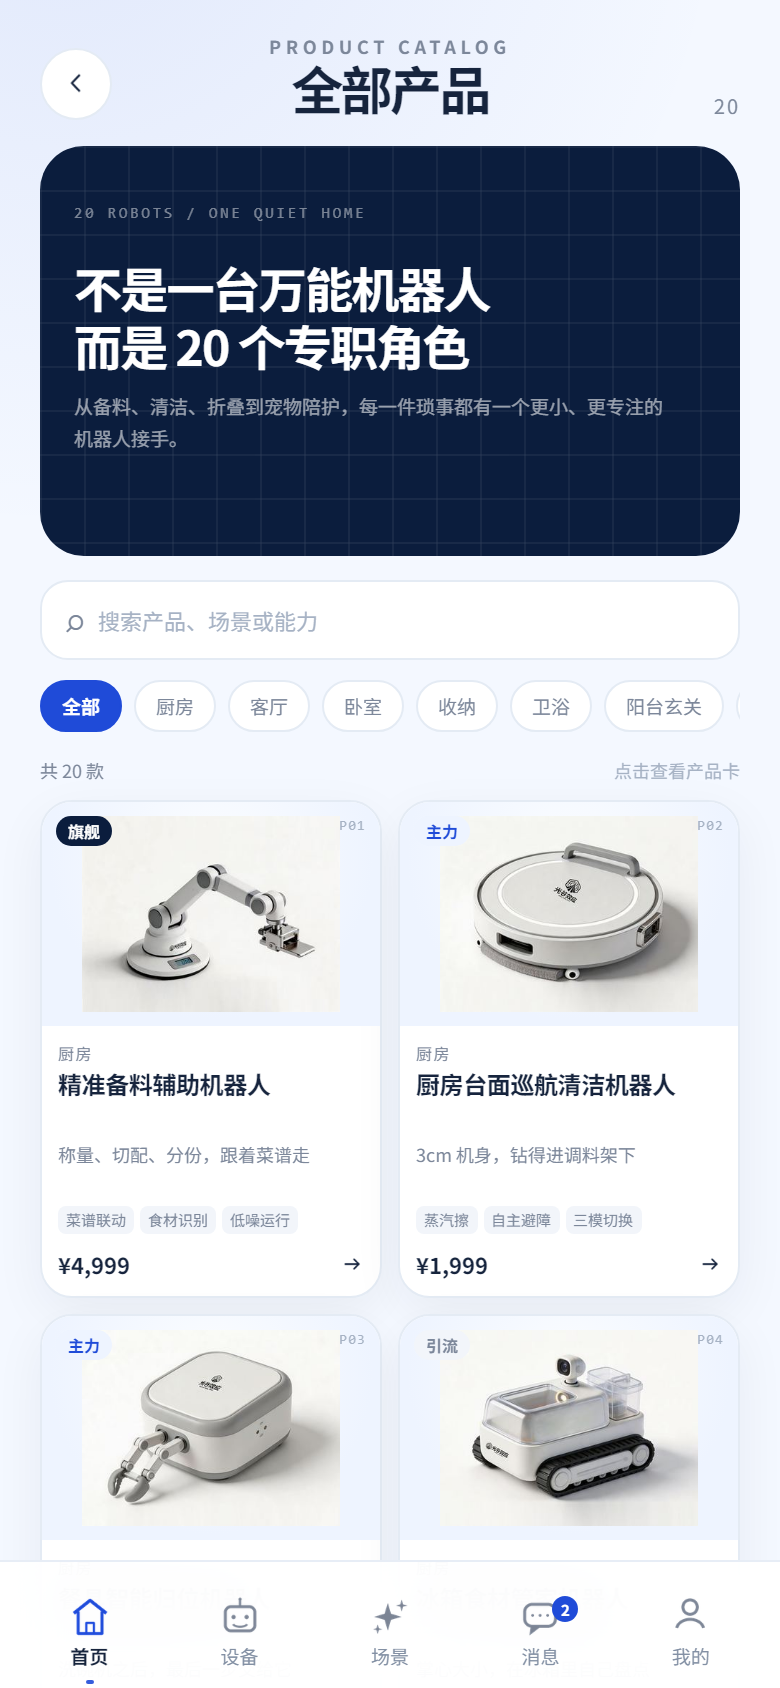 PRODUCT CATALOG
全部产品
20
20 ROBOTS / ONE QUIET HOME
不是一台万能机器人
而是 20 个专职角色
从备料、清洁、折叠到宠物陪护，每一件琐事都有一个更小、更专注的
机器人接手。
搜索产品、场景或能力
全部 厨房 客厅 卧室 收纳 卫浴 阳台玄关
共 20 款
点击查看产品卡
旗舰
P01
厨房
精准备料辅助机器人
称量、切配、分份，跟着菜谱走
菜谱联动 食材识别 低噪运行
¥4,999
主力
P02
厨房
厨房台面巡航清洁机器人
3cm 机身，钻得进调料架下
蒸汽擦 自主避障 三模切换
¥1,999
主力
P03
引流
P04
首页
设备
场景
2
消息
我的